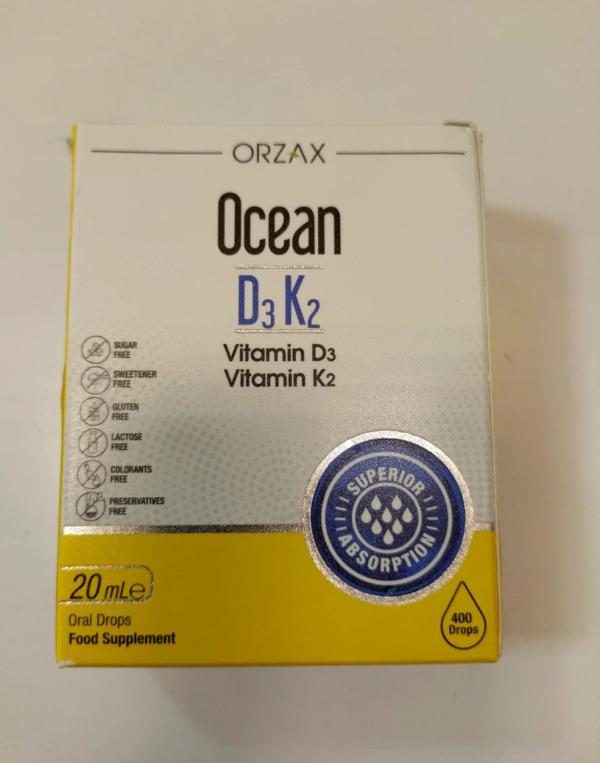 ORZAX
Ocean
D3 K2
Vitamin D3
Vitamin K2
SUGAR
FREE
SWEETENER
FREE
GLUTEN
FREE
LACTOSE
FREE
COLORANTS
FREE
PRESERVATIVES
FREE
SUPERIOR
ABSORPTION
20 mL℮
Oral Drops
Food Supplement
400
Drops